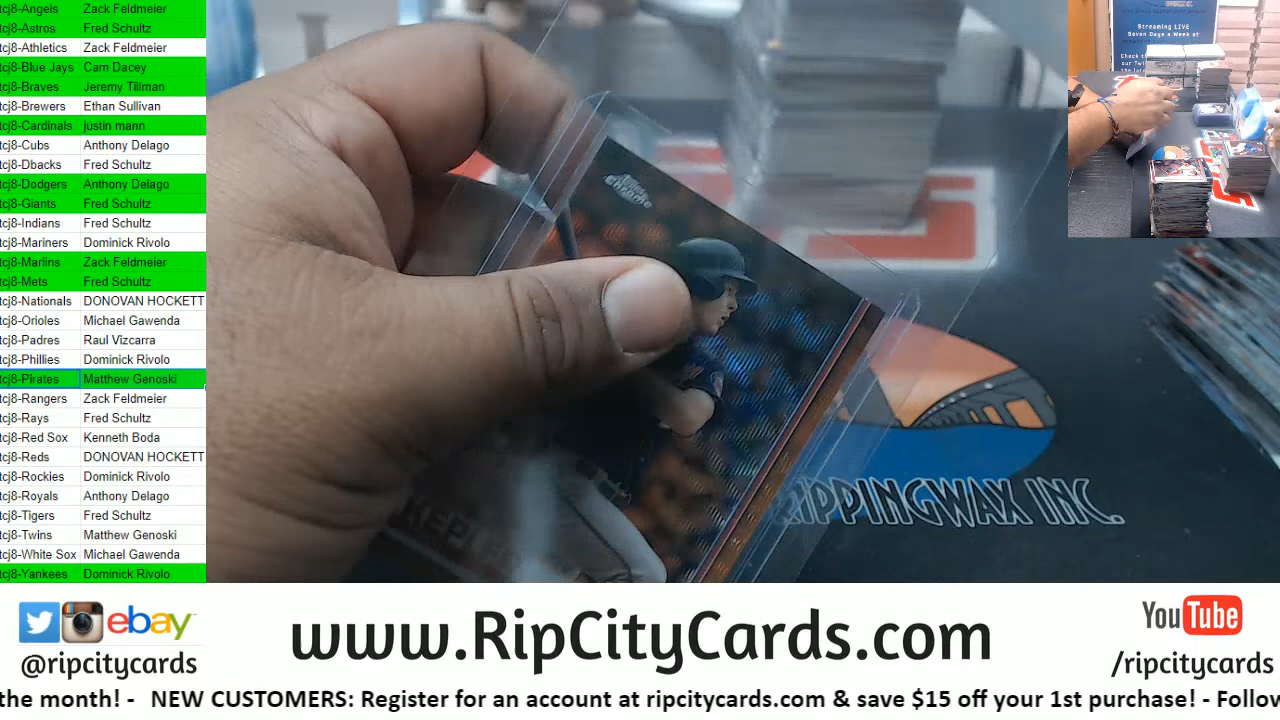 tcj8-Angels Zack Feldmeier
tcj8-Astros Fred Schultz
tcj8-Athletics Zack Feldmeier
tcj8-Blue Jays Cam Dacey
tcj8-Braves Jeremy Tillman
tcj8-Brewers Ethan Sullivan
tcj8-Cardinals justin mann
tcj8-Cubs Anthony Delago
tcj8-Dbacks Fred Schultz
tcj8-Dodgers Anthony Delago
tcj8-Giants Fred Schultz
tcj8-Indians Fred Schultz
tcj8-Mariners Dominick Rivolo
tcj8-Marlins Zack Feldmeier
tcj8-Mets Fred Schultz
tcj8-Nationals DONOVAN HOCKETT
tcj8-Orioles Michael Gawenda
tcj8-Padres Raul Vizcarra
tcj8-Phillies Dominick Rivolo
tcj8-Pirates Matthew Genoski
tcj8-Rangers Zack Feldmeier
tcj8-Rays Fred Schultz
tcj8-Red Sox Kenneth Boda
tcj8-Reds DONOVAN HOCKETT
tcj8-Rockies Dominick Rivolo
tcj8-Royals Anthony Delago
tcj8-Tigers Fred Schultz
tcj8-Twins Matthew Genoski
tcj8-White Sox Michael Gawenda
tcj8-Yankees Dominick Rivolo
Topps
Chrome
KEPLER
RIPPINGWAX INC.
Streaming LIVE
Seven Days a Week at
ebay
@ripcitycards
www.RipCityCards.com
YouTube
/ripcitycards
the month! - NEW CUSTOMERS: Register for an account at ripcitycards.com & save $15 off your 1st purchase! - Follow